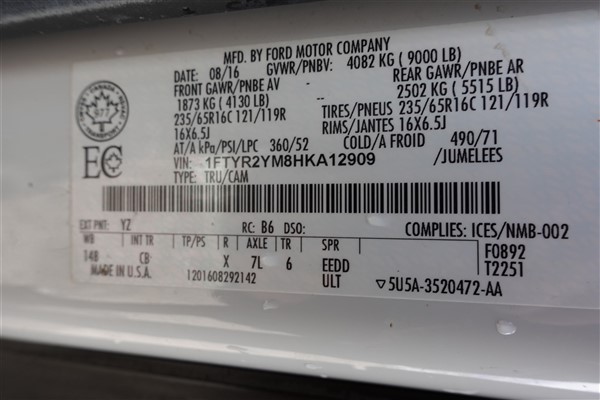 MFD. BY FORD MOTOR COMPANY
DATE: 08/16 GVWR/PNBV: 4082 KG ( 9000 LB)
FRONT GAWR/PNBE AV REAR GAWR/PNBE AR
1873 KG ( 4130 LB) 2502 KG ( 5515 LB)
235/65R16C 121/119R TIRES/PNEUS 235/65R16C 121/119R
16X6.5J RIMS/JANTES 16X6.5J
AT/A kPa/PSI/LPC 360/52 COLD/A FROID 490/71
VIN: 1FTYR2YM8HKA12909 /JUMELEES
TYPE: TRU/CAM
EXT PNT: YZ RC: B6 DSO: COMPLIES: ICES/NMB-002
WB INT TR TP/PS R AXLE TR SPR F0892
148 CB X 7L 6 EEDD T2251
MADE IN U.S.A. 1201608292142 ULT ▽5U5A-3520472-AA
CANADA
TRANSPORT
EC